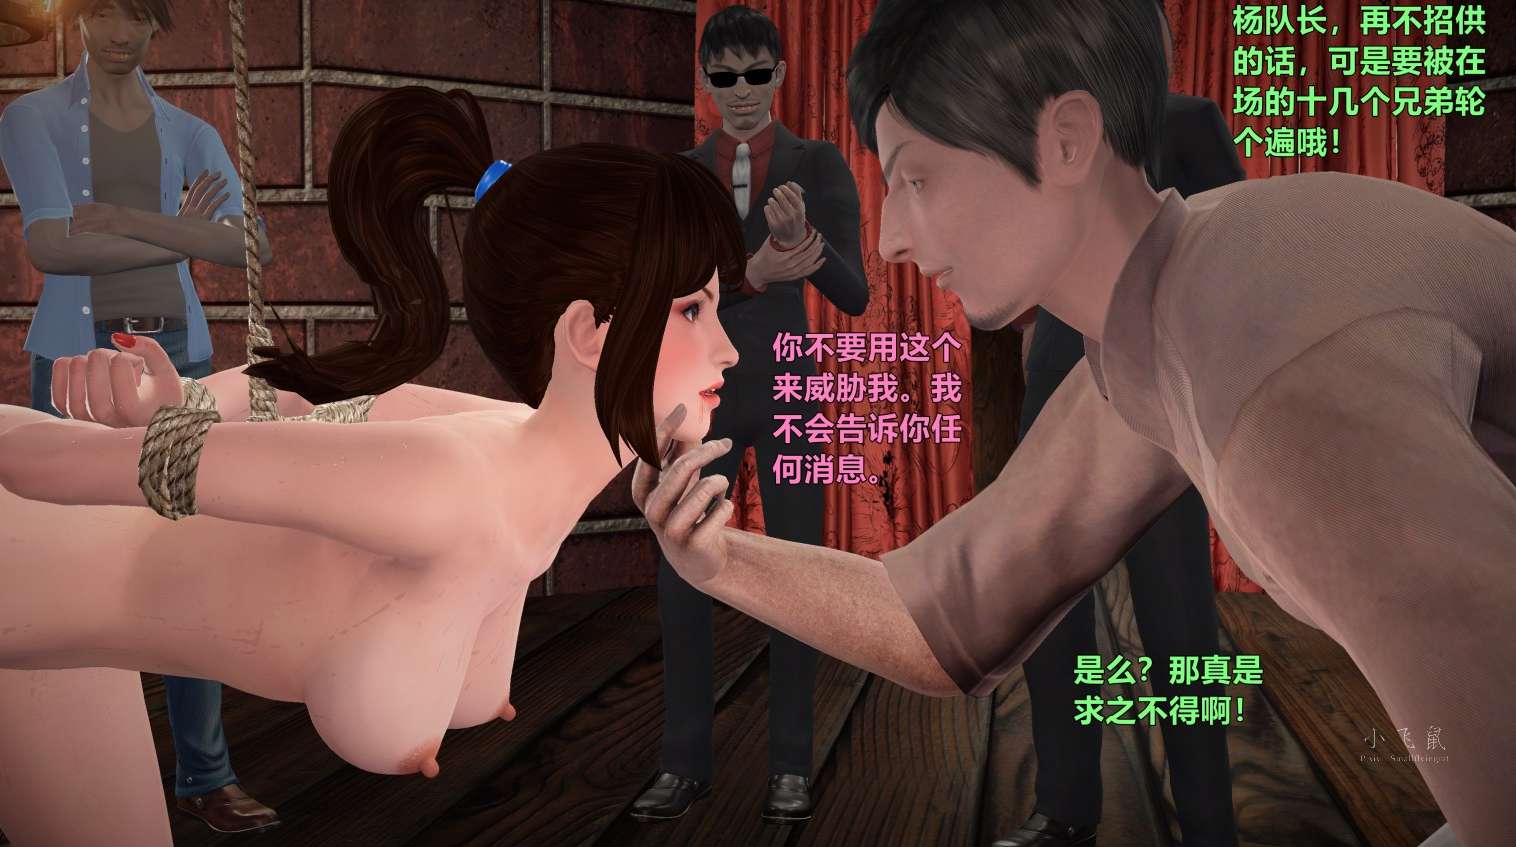 杨队长，再不招供
的话，可是要被在
场的十几个兄弟轮
个遍哦！
你不要用这个
来威胁我。我
不会告诉你任
何消息。
是么？那真是
求之不得啊！
小飞鼠